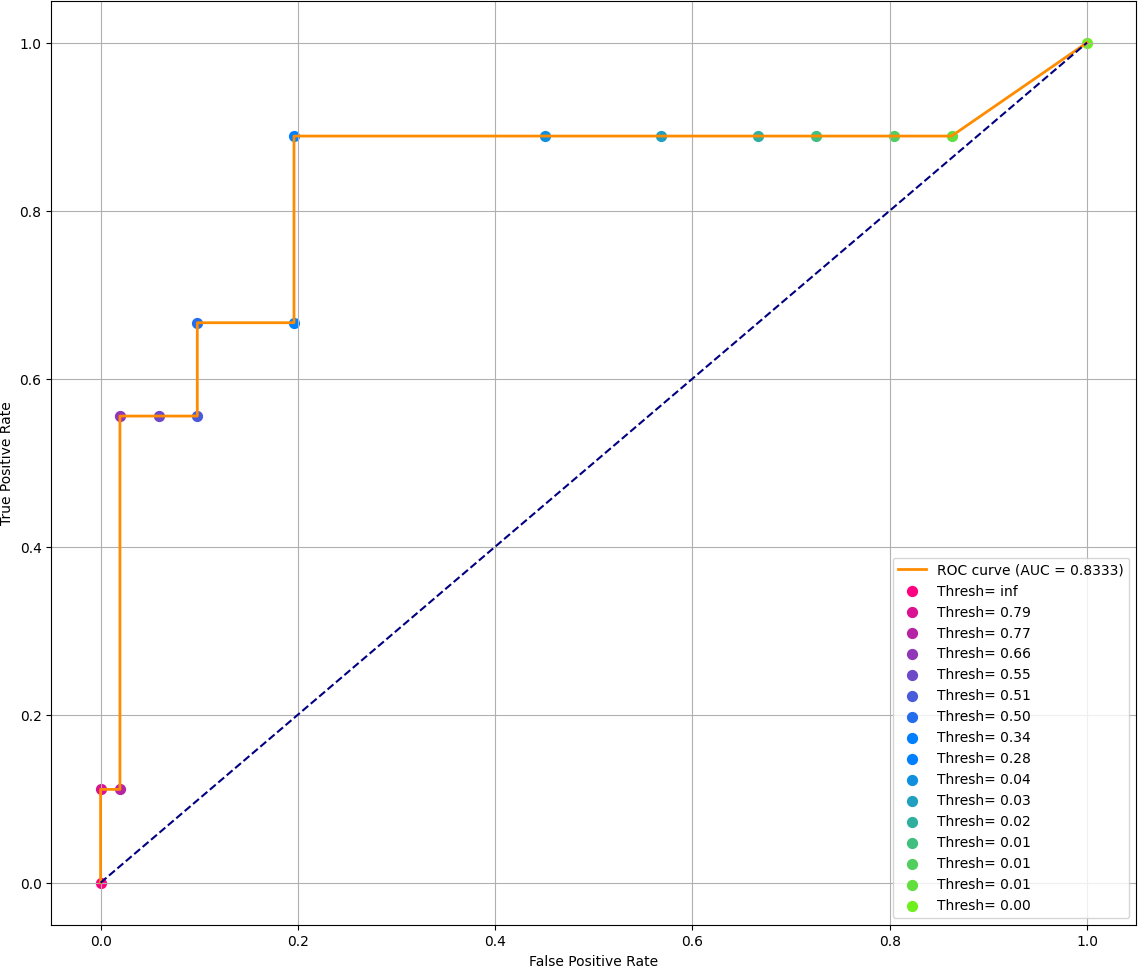 1.0
0.8
0.6
0.4
0.2
0.0
True Positive Rate
ROC curve (AUC = 0.8333)
Thresh= inf
Thresh= 0.79
Thresh= 0.77
Thresh= 0.66
Thresh= 0.55
Thresh= 0.51
Thresh= 0.50
Thresh= 0.34
Thresh= 0.28
Thresh= 0.04
Thresh= 0.03
Thresh= 0.02
Thresh= 0.01
Thresh= 0.01
Thresh= 0.01
Thresh= 0.00
0.0 0.2 0.4 0.6 0.8 1.0
False Positive Rate